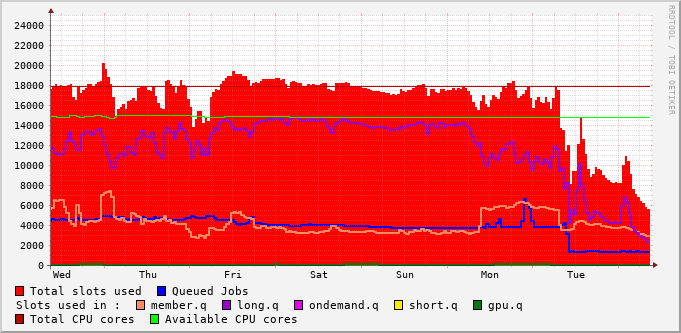 24000
22000
20000
18000
16000
14000
12000
10000
8000
6000
4000
2000
0
Wed Thu Fri Sat Sun Mon Tue
Total slots used Queued Jobs
Slots used in : member.q long.q ondemand.q short.q gpu.q
Total CPU cores Available CPU cores
RRDTOOL / TOBI OETIKER